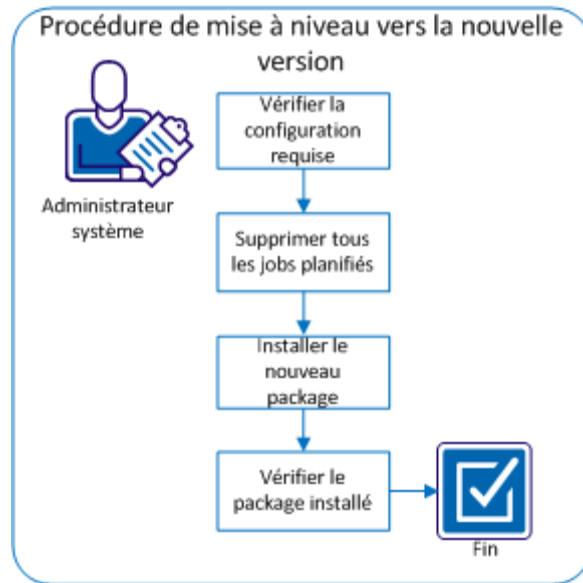 Procédure de mise à niveau vers la nouvelle
version
Vérifier la
configuration
requise
Administrateur
système
Supprimer tous
les jobs planifiés
Installer le
nouveau
package
Vérifier le
package installé
Fin